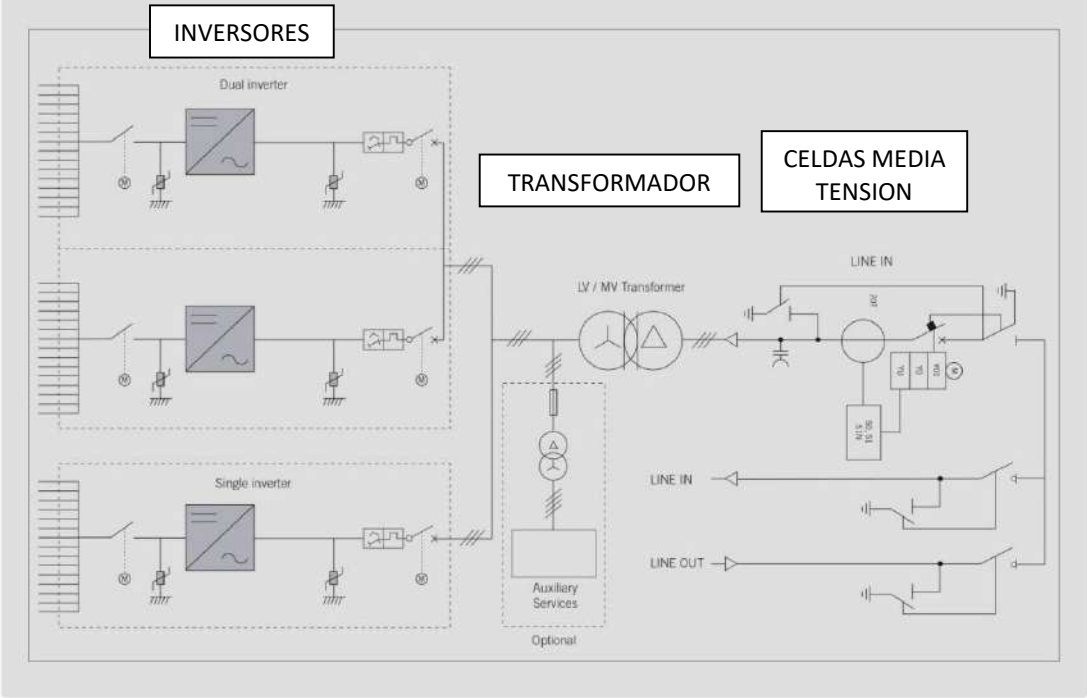 INVERSORES
Dual inverter
M
M
TRANSFORMADOR
CELDAS MEDIA
TENSION
LINE IN
LV / MV Transformer
M
M
M
LINE IN
Single inverter
LINE OUT
M
M
Auxiliary
Services
Optional